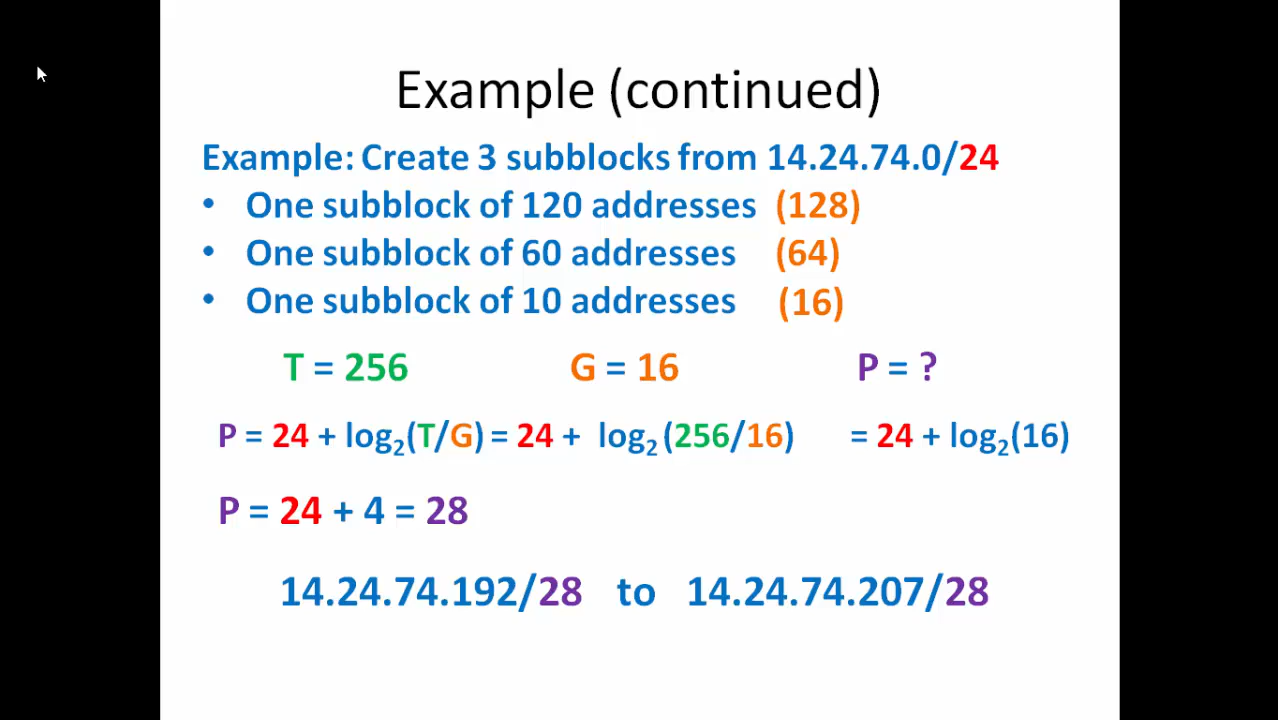 Example (continued)
Example: Create 3 subblocks from 14.24.74.0/24
• One subblock of 120 addresses (128)
• One subblock of 60 addresses (64)
• One subblock of 10 addresses (16)
T = 256 G = 16 P = ?
P = 24 + log₂(T/G) = 24 + log₂ (256/16) = 24 + log₂(16)
P = 24 + 4 = 28
14.24.74.192/28 to 14.24.74.207/28